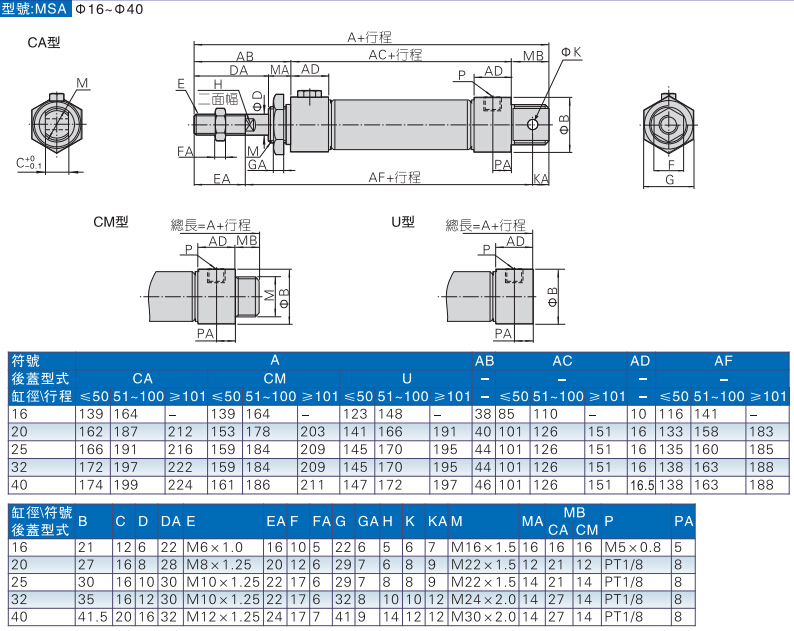 型號:MSA Φ16~Φ40
CA型
A+行程
AB AC+行程 MB
DA MA AD AD ΦK
E H ΦD P
二面幅
M
ΦB
FA M
GA PA
C+0 -0.1
EA AF+行程 KA
F
G
CM型
總長=A+行程
AD MB
P
M ΦB
PA
U型
總長=A+行程
AD
P
ΦB
PA
符號 A AB AC AD AF
後蓋型式 CA CM U – – – –
缸徑\行程 ≤50 51~100 ≥101 ≤50 51~100 ≥101 ≤50 51~100 ≥101 – ≤50 51~100 ≥101 – ≤50 51~100 ≥101
16 139 164 – 139 164 – 123 148 – 38 85 110 – 10 116 141 –
20 162 187 212 153 178 203 141 166 191 40 101 126 151 16 133 158 183
25 166 191 216 159 184 209 145 170 195 44 101 126 151 16 135 160 185
32 172 197 222 159 184 209 145 170 195 44 101 126 151 16 138 163 188
40 174 199 224 161 186 211 147 172 197 46 101 126 151 16.5 138 163 188
缸徑\符號 B C D DA E EA F FA G GA H K KA M MA MB P PA
後蓋型式 CA CM
16 21 12 6 22 M6×1.0 16 10 5 22 6 5 6 7 M16×1.5 16 16 16 M5×0.8 5
20 27 16 8 28 M8×1.25 20 12 6 29 7 6 8 9 M22×1.5 12 21 12 PT1/8 8
25 30 16 10 30 M10×1.25 22 17 6 29 7 8 8 9 M22×1.5 14 21 14 PT1/8 8
32 35 16 12 30 M10×1.25 22 17 6 32 8 10 10 12 M24×2.0 14 27 14 PT1/8 8
40 41.5 20 16 32 M12×1.25 24 17 7 41 9 14 12 12 M30×2.0 14 27 14 PT1/8 8